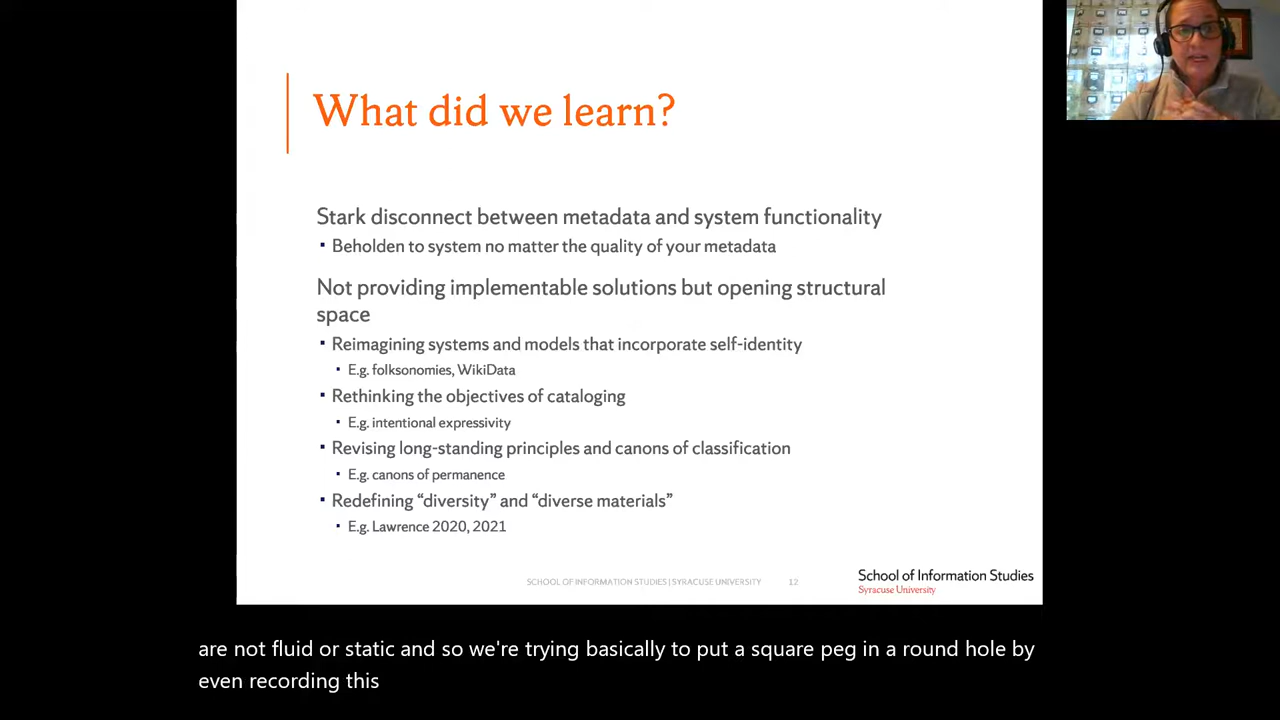 What did we learn?
Stark disconnect between metadata and system functionality
▪ Beholden to system no matter the quality of your metadata
Not providing implementable solutions but opening structural
space
▪ Reimagining systems and models that incorporate self-identity
▪ E.g. folksonomies, WikiData
▪ Rethinking the objectives of cataloging
▪ E.g. intentional expressivity
▪ Revising long-standing principles and canons of classification
▪ E.g. canons of permanence
▪ Redefining “diversity” and “diverse materials”
▪ E.g. Lawrence 2020, 2021
SCHOOL OF INFORMATION STUDIES | SYRACUSE UNIVERSITY 12
School of Information Studies
Syracuse University
are not fluid or static and so we're trying basically to put a square peg in a round hole by
even recording this